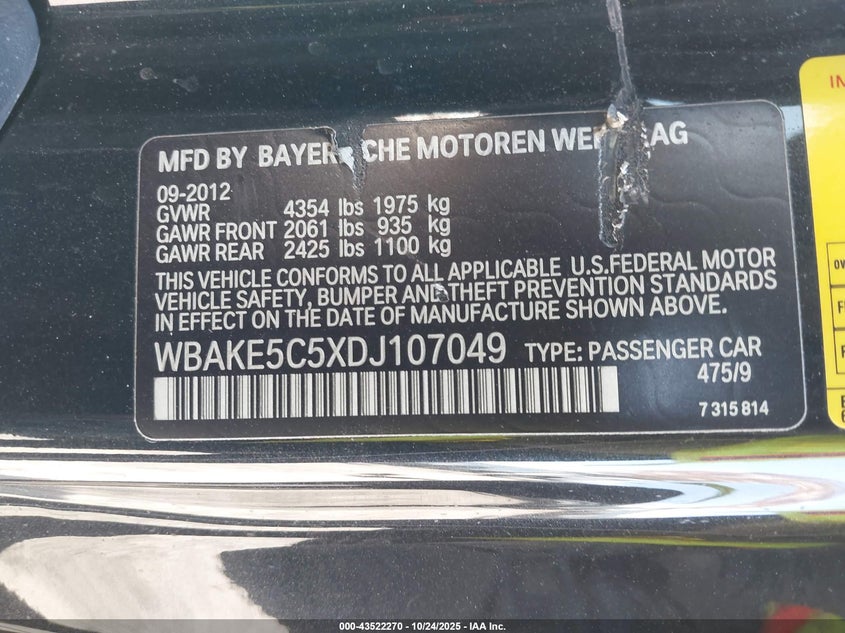 MFD BY BAYER CHE MOTOREN WE AG
09-2012
GVWR 4354 lbs 1975 kg
GAWR FRONT 2061 lbs 935 kg
GAWR REAR 2425 lbs 1100 kg
THIS VEHICLE CONFORMS TO ALL APPLICABLE U.S.FEDERAL MOTOR
VEHICLE SAFETY, BUMPER AND THEFT PREVENTION STANDARDS
IN EFFECT ON THE DATE OF MANUFACTURE SHOWN ABOVE.
WBAKE5C5XDJ107049 TYPE: PASSENGER CAR
475/9
7 315 814
000-43522270 | 10/24/2025 | IAA Inc.